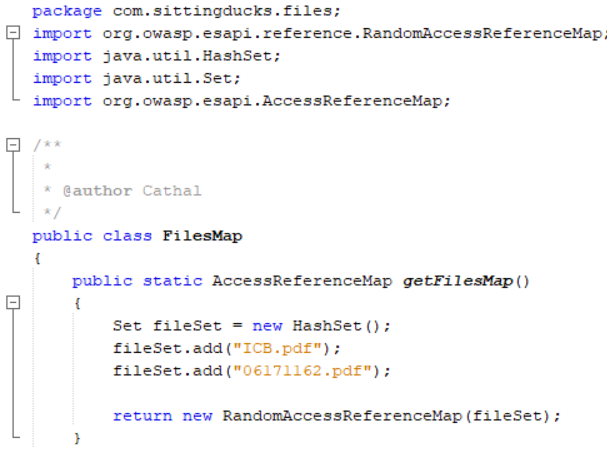 package com.sittingducks.files;
import org.owasp.esapi.reference.RandomAccessReferenceMap;
import java.util.HashSet;
import java.util.Set;
import org.owasp.esapi.AccessReferenceMap;
/**
*
* @author Cathal
*/
public class FilesMap
{
public static AccessReferenceMap getFilesMap()
{
Set fileSet = new HashSet();
fileSet.add("ICB.pdf");
fileSet.add("06171162.pdf");
return new RandomAccessReferenceMap(fileSet);
}